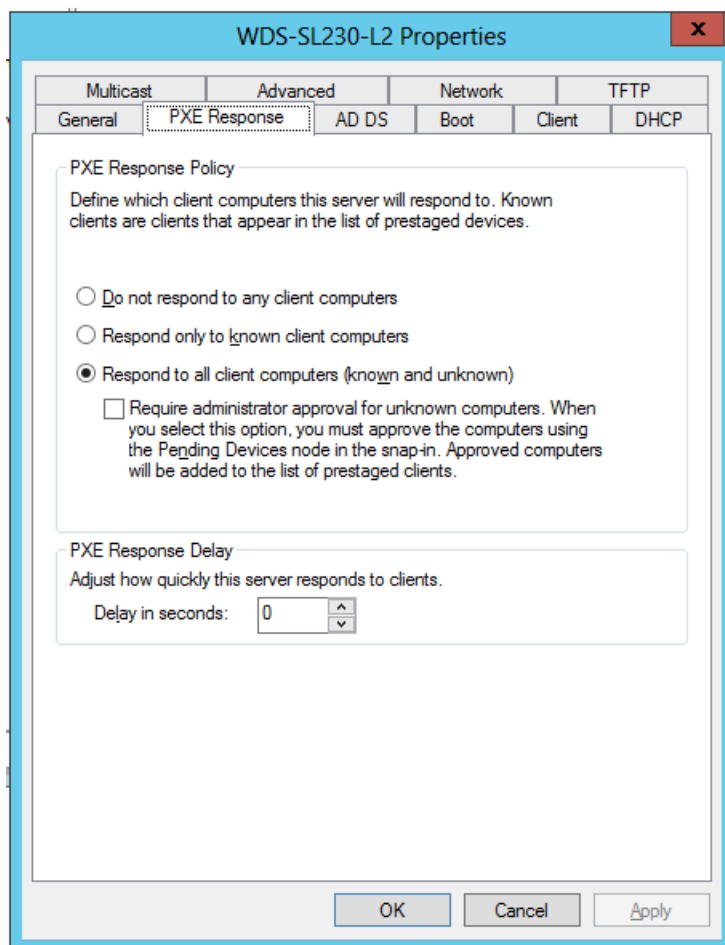 WDS-SL230-L2 Properties
x
Multicast Advanced Network TFTP
General PXE Response AD DS Boot Client DHCP
PXE Response Policy
Define which client computers this server will respond to. Known
clients are clients that appear in the list of prestaged devices.
Do not respond to any client computers
Respond only to known client computers
Respond to all client computers (known and unknown)
Require administrator approval for unknown computers. When
you select this option, you must approve the computers using
the Pending Devices node in the snap-in. Approved computers
will be added to the list of prestaged clients.
PXE Response Delay
Adjust how quickly this server responds to clients.
Delay in seconds: 0
OK Cancel Apply